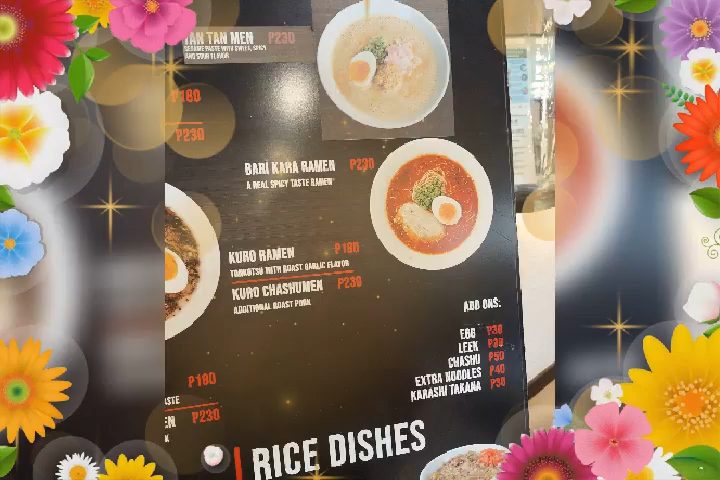 TAN TAN MEN P230
SESAME PASTE WITH SWEET, SPICY
AND SOUR FLAVOR
P180
P230
BARI KARA RAMEN P230
A REAL SPICY TASTE RAMEN
KURO RAMEN P180
TONKOTSU WITH ROAST GARLIC FLAVOR
KURO CHASHUMEN P230
ADDITIONAL ROAST PORK
P180
P230
ADD ONS:
EGG P30
LEEK
CHASHU P50
EXTRA NOODLES P40
KARASHI TAKANA P30
RICE DISHES